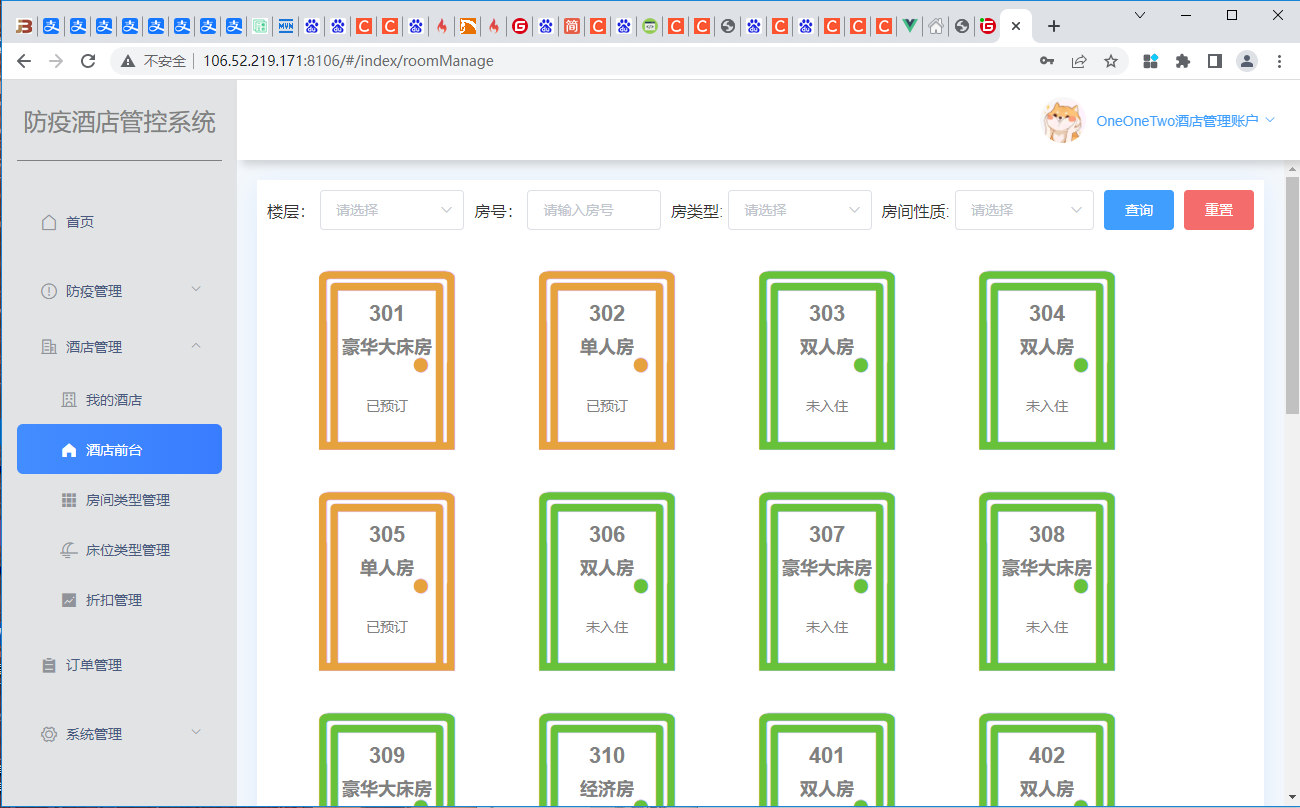 不安全 106.52.219.171:8106/#/index/roomManage
防疫酒店管控系统
OneOneTwo酒店管理账户
首页
防疫管理
酒店管理
我的酒店
酒店前台
房间类型管理
床位类型管理
折扣管理
订单管理
系统管理
楼层： 请选择 房号： 请输入房号 房类型: 请选择 房间性质: 请选择 查询 重置
301 302 303 304
豪华大床房 单人房 双人房 双人房
已预订 已预订 未入住 未入住
305 306 307 308
单人房 双人房 豪华大床房 豪华大床房
已预订 未入住 未入住 未入住
309 310 401 402
豪华大床房 经济房 双人房 双人房